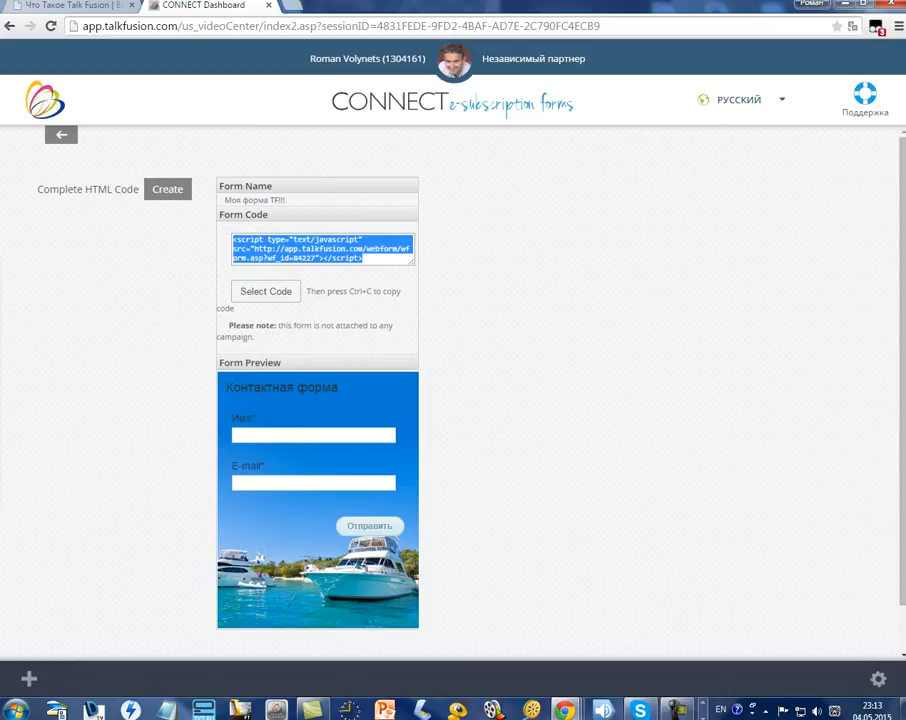 Что Такое Talk Fusion | B
CONNECT Dashboard
Роман
app.talkfusion.com/us_videoCenter/index2.asp?sessionID=4831FEDE-9FD2-4BAF-AD7E-2C790FC4ECB9
Roman Volynets (1304161)
Независимый партнер
CONNECT e-subscription forms
РУССКИЙ
Поддержка
Complete HTML Code
Create
Form Name
Моя форма TF!!!
Form Code
<script type="text/javascript"
src="http://app.talkfusion.com/webform/wf
orm.asp?wf_id=84227"></script>
Select Code
Then press Ctrl+C to copy
code
Please note: this form is not attached to any
campaign.
Form Preview
Контактная форма
Имя*
E-mail*
Отправить
EN
23:13
04.05.2015